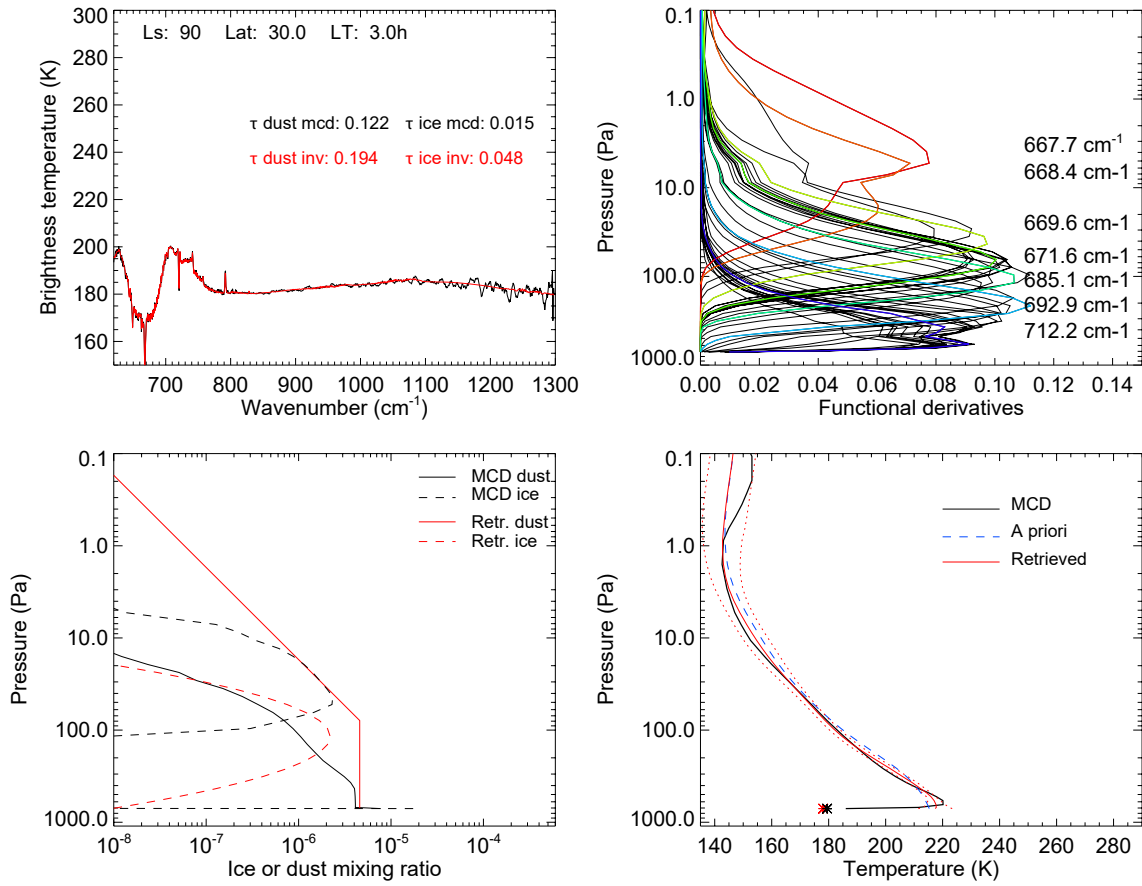 Ls: 90 Lat: 30.0 LT: 3.0h
τ dust mcd: 0.122 τ ice mcd: 0.015
τ dust inv: 0.194 τ ice inv: 0.048
Brightness temperature (K)
300
280
260
240
220
200
180
160
700 800 900 1000 1100 1200 1300
Wavenumber (cm⁻¹)
Pressure (Pa)
0.1
1.0
10.0
100.0
1000.0
667.7 cm⁻¹
668.4 cm-1
669.6 cm-1
671.6 cm-1
685.1 cm-1
692.9 cm-1
712.2 cm-1
0.00 0.02 0.04 0.06 0.08 0.10 0.12 0.14
Functional derivatives
Pressure (Pa)
0.1
1.0
10.0
100.0
1000.0
MCD dust
MCD ice
Retr. dust
Retr. ice
10⁻⁸ 10⁻⁷ 10⁻⁶ 10⁻⁵ 10⁻⁴
Ice or dust mixing ratio
Pressure (Pa)
0.1
1.0
10.0
100.0
1000.0
MCD
A priori
Retrieved
140 160 180 200 220 240 260 280
Temperature (K)